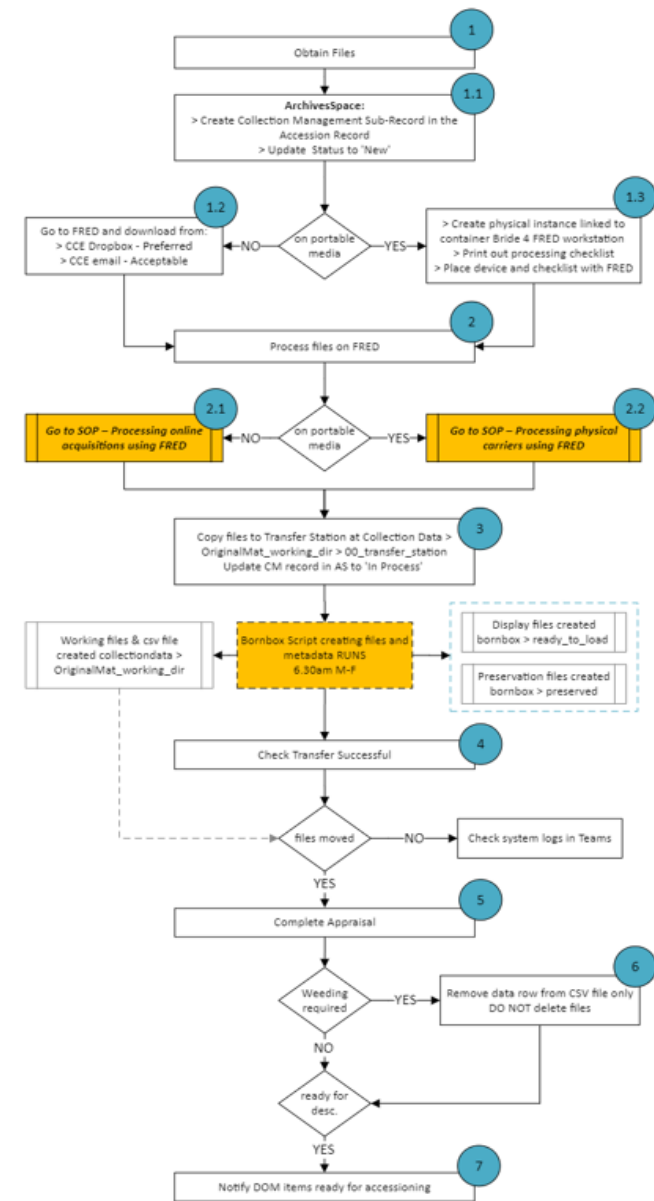 1
Obtain Files
1.1
ArchivesSpace:
> Create Collection Management Sub-Record in the
Accession Record
> Update Status to 'New'
1.2
Go to FRED and download from:
> CCE Dropbox - Preferred
> CCE email - Acceptable
NO
on portable
media
YES
1.3
> Create physical instance linked to
container Bride 4 FRED workstation
> Print out processing checklist
> Place device and checklist with FRED
2
Process files on FRED
2.1
Go to SOP – Processing online
acquisitions using FRED
NO
on portable
media
YES
2.2
Go to SOP – Processing physical
carriers using FRED
3
Copy files to Transfer Station at Collection Data >
OriginalMat_working_dir > 00_transfer_station
Update CM record in AS to 'In Process'
Working files & csv file
created collectiondata >
OriginalMat_working_dir
Bornbox Script creating files and
metadata RUNS
6.30am M-F
Display files created
bornbox > ready_to_load
Preservation files created
bornbox > preserved
4
Check Transfer Successful
files moved
NO
Check system logs in Teams
YES
5
Complete Appraisal
Weeding
required
YES
6
Remove data row from CSV file only
DO NOT delete files
NO
ready for
desc.
YES
7
Notify DOM items ready for accessioning